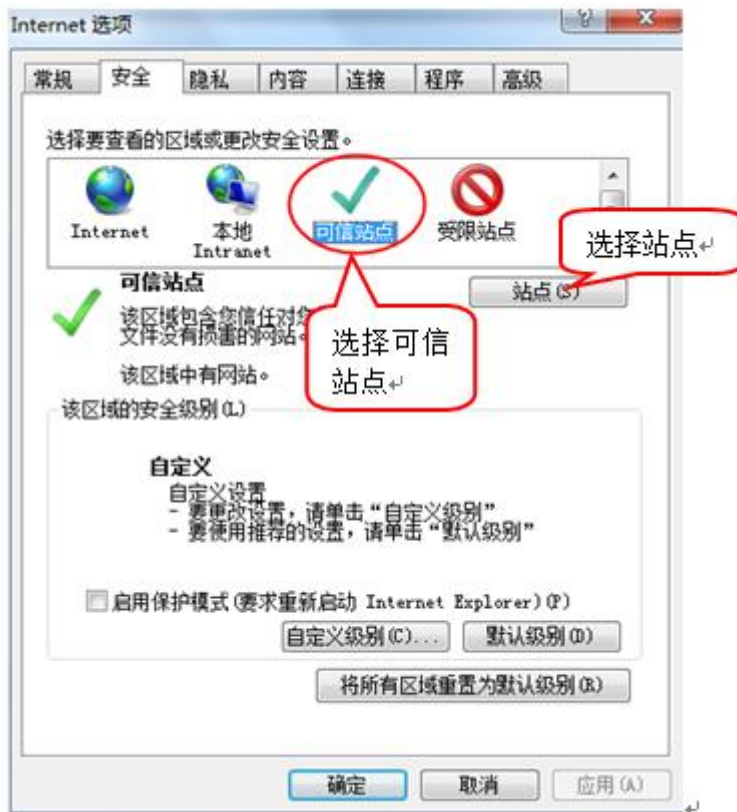 Internet 选项
常规 安全 隐私 内容 连接 程序 高级
选择要查看的区域或更改安全设置。
Internet 本地 Intranet 可信站点 受限站点
选择站点
可信站点
站点(S)
该区域包含您信任对您
文件没有损害的网站。
选择可信
站点
该区域中有网站。
该区域的安全级别(L)
自定义
自定义设置
- 要更改设置，请单击“自定义级别”
- 要使用推荐的设置，请单击“默认级别”
启用保护模式(要求重新启动 Internet Explorer)(P)
自定义级别(C)... 默认级别(D)
将所有区域重置为默认级别(R)
确定 取消 应用(A)